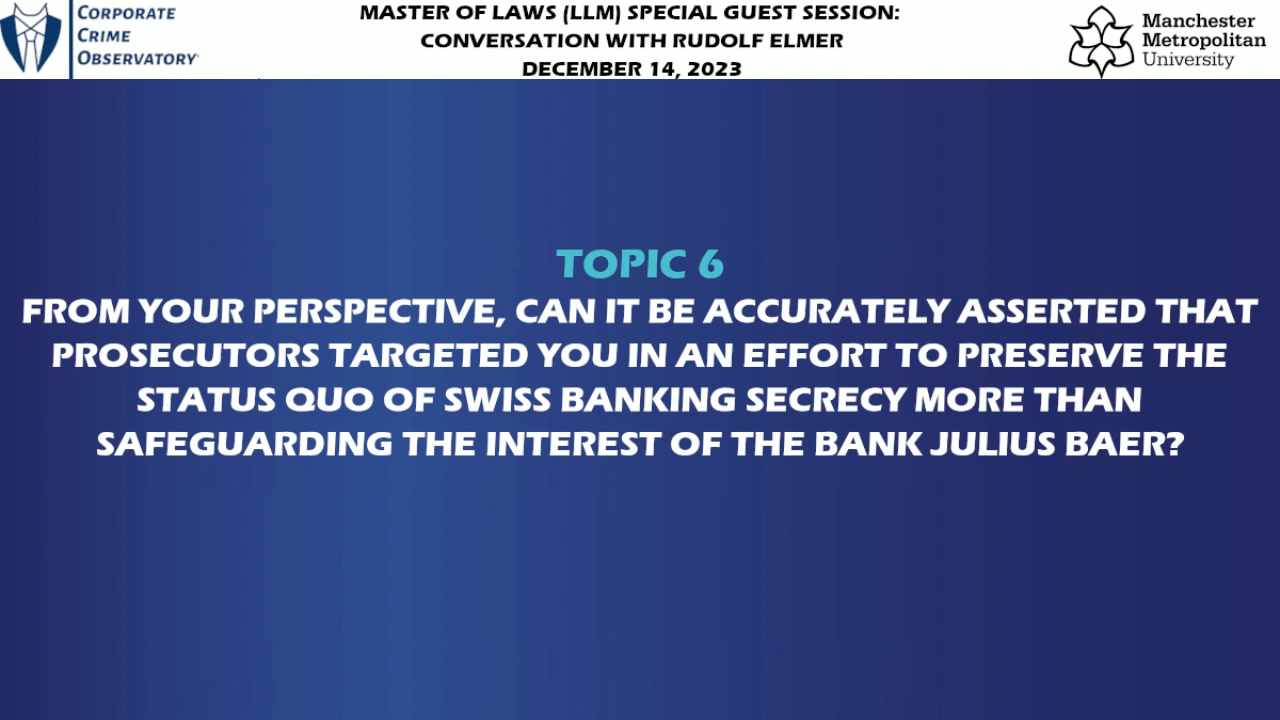 CORPORATE
CRIME
OBSERVATORY
MASTER OF LAWS (LLM) SPECIAL GUEST SESSION:
CONVERSATION WITH RUDOLF ELMER
DECEMBER 14, 2023
Manchester
Metropolitan
University
TOPIC 6
FROM YOUR PERSPECTIVE, CAN IT BE ACCURATELY ASSERTED THAT
PROSECUTORS TARGETED YOU IN AN EFFORT TO PRESERVE THE
STATUS QUO OF SWISS BANKING SECRECY MORE THAN
SAFEGUARDING THE INTEREST OF THE BANK JULIUS BAER?